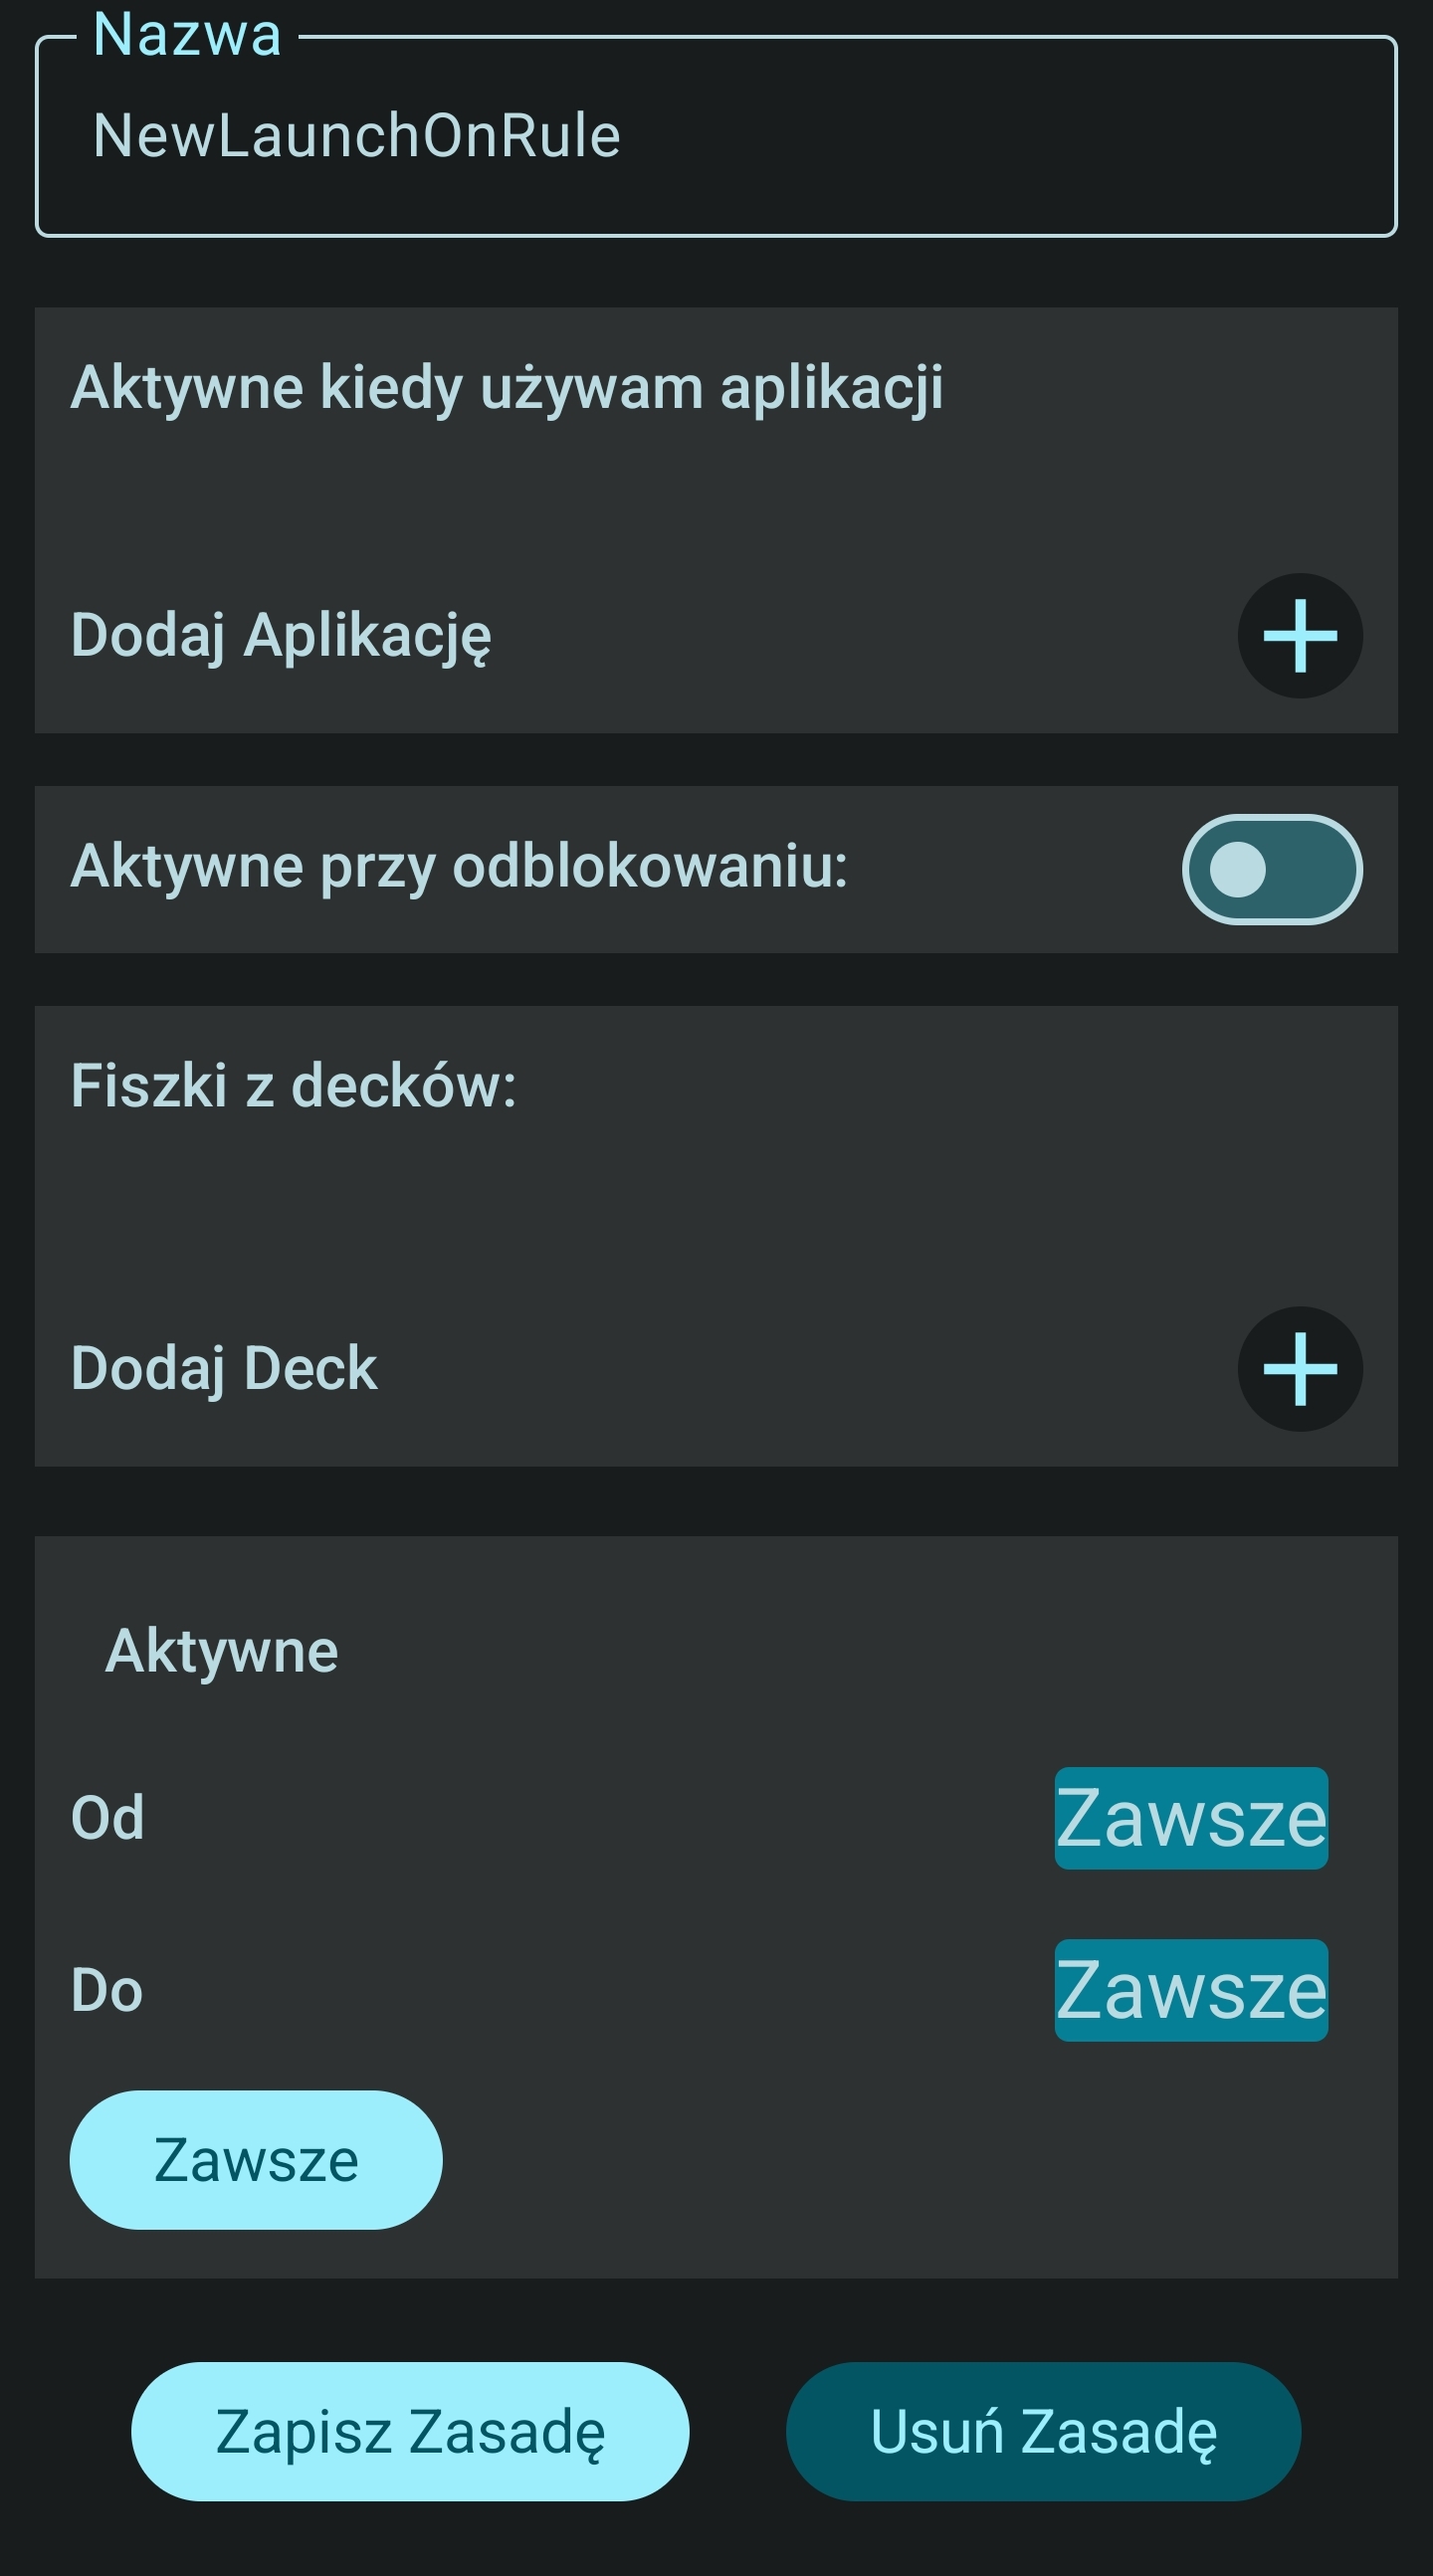 Nazwa
NewLaunchOnRule
Aktywne kiedy używam aplikacji
Dodaj Aplikację
Aktywne przy odblokowaniu:
Fiszki z decków:
Dodaj Deck
Aktywne
Od Zawsze
Do Zawsze
Zawsze
Zapisz Zasadę Usuń Zasadę